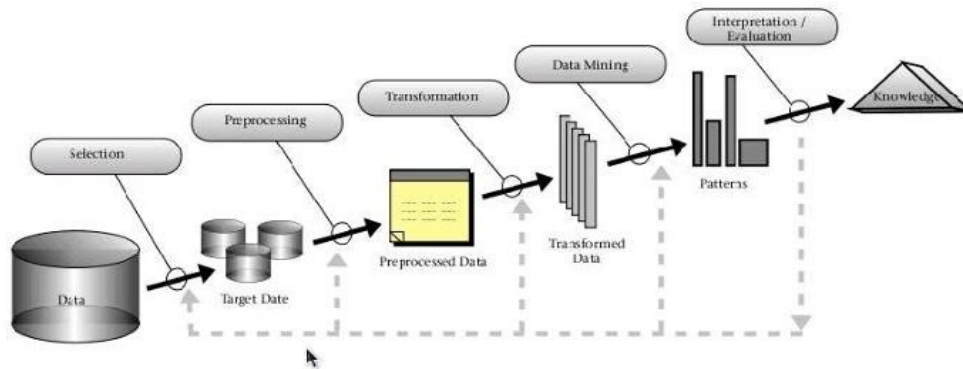 Interpretation /
Evaluation
Data Mining
Transformation
Preprocessing
Selection
Knowledge
Patterns
Transformed
Data
Preprocessed Data
Target Date
Data